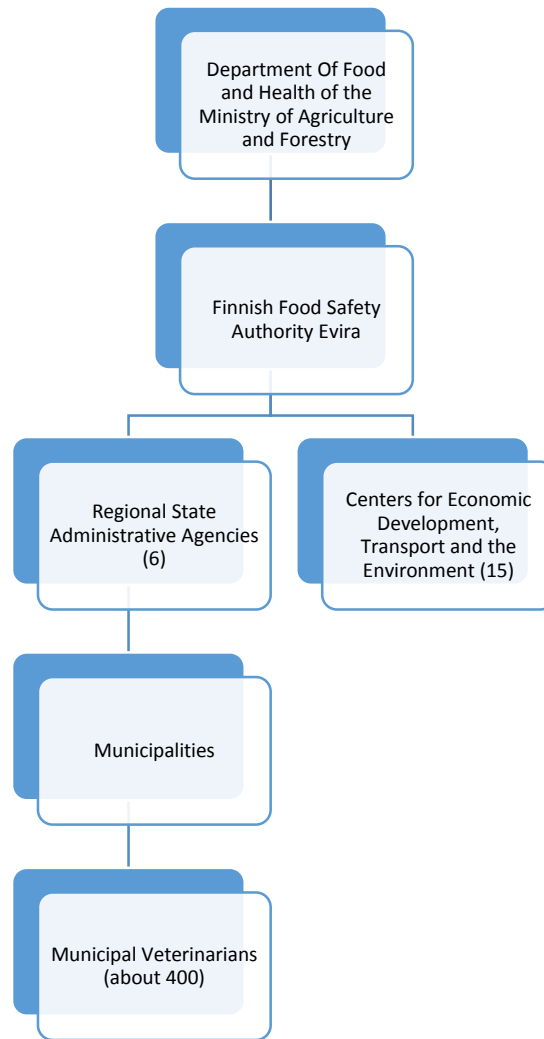 Department Of Food
and Health of the
Ministry of Agriculture
and Forestry
Finnish Food Safety
Authority Evira
Regional State
Administrative Agencies
(6)
Centers for Economic
Development,
Transport and the
Environment (15)
Municipalities
Municipal Veterinarians
(about 400)